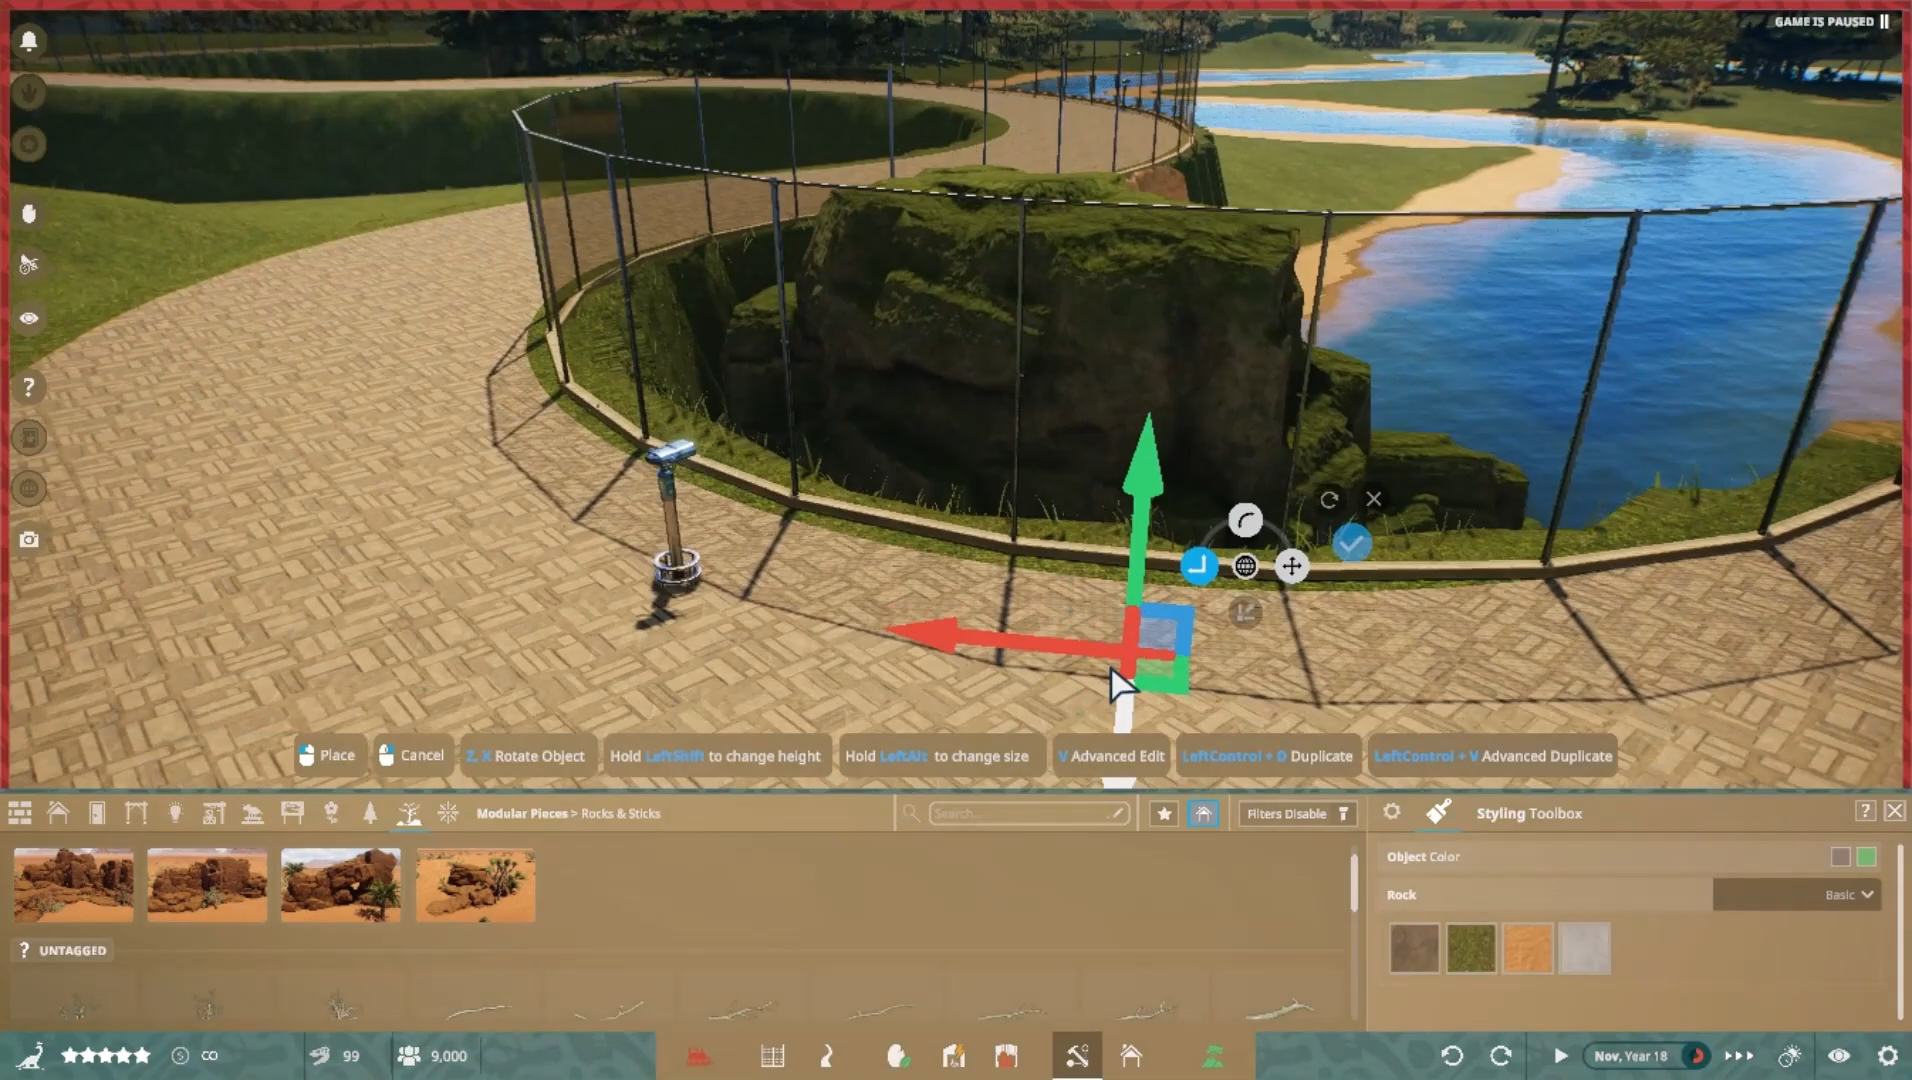 GAME IS PAUSED
?
Place
Cancel
Z, X Rotate Object
Hold LeftShift to change height
Hold LeftAlt to change size
V Advanced Edit
LeftControl + D Duplicate
LeftControl + V Advanced Duplicate
Modular Pieces > Rocks & Sticks
Search...
Filters Disable
Styling Toolbox
?
Object Color
Rock
Basic
? UNTAGGED
99
9,000
Nov, Year 18